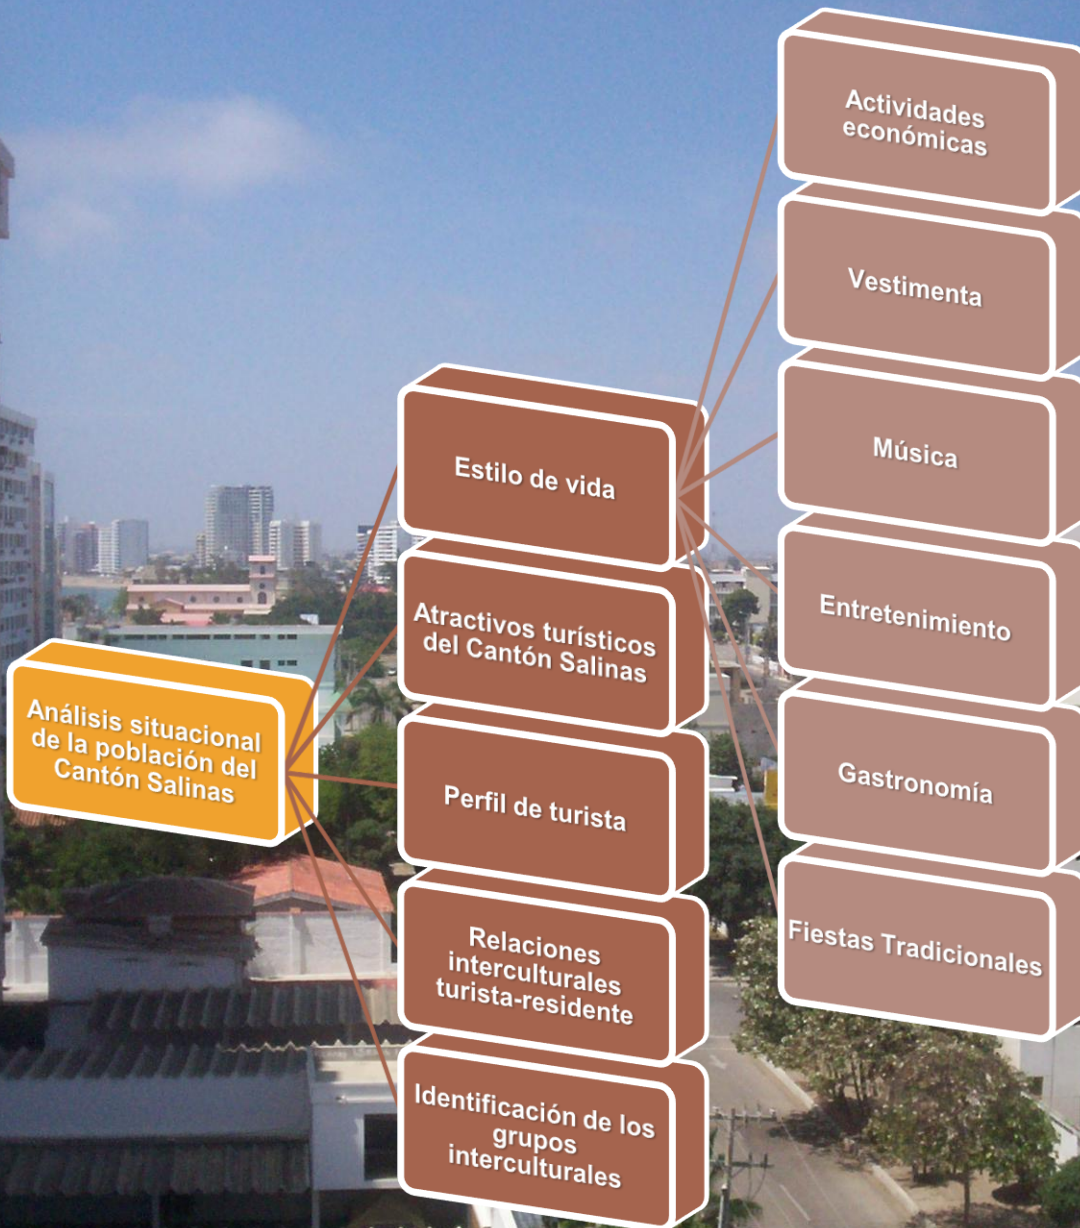 Análisis situacional
de la población del
Cantón Salinas
Estilo de vida
Atractivos turísticos
del Cantón Salinas
Perfil de turista
Relaciones
interculturales
turista-residente
Identificación de los
grupos
interculturales
Actividades
económicas
Vestimenta
Música
Entretenimiento
Gastronomía
Fiestas Tradicionales